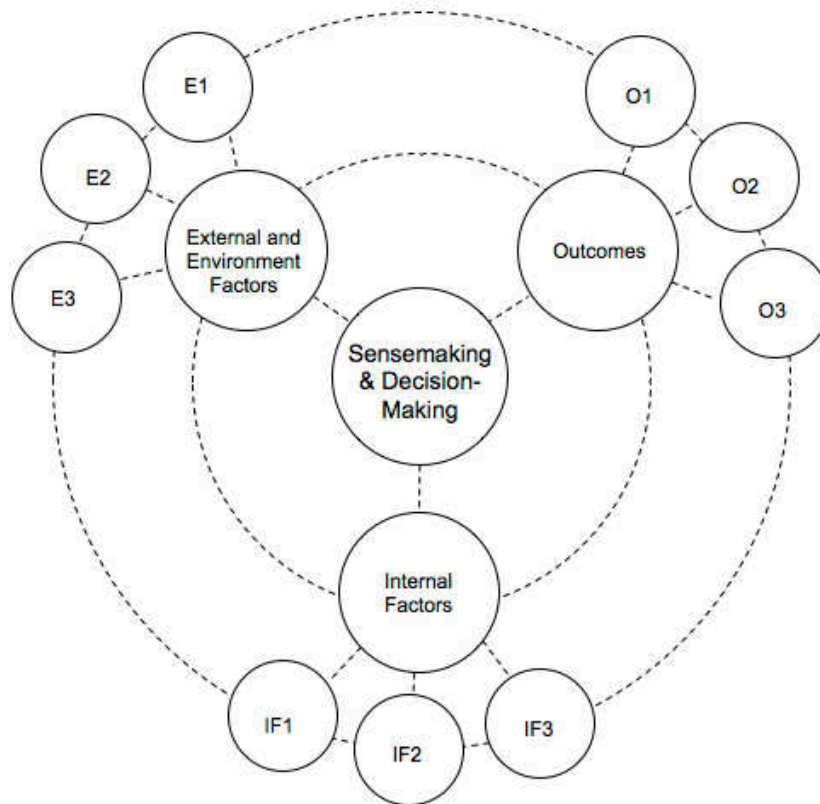 E1
O1
E2
O2
External and
Environment
Factors
Outcomes
E3
O3
Sensemaking
& Decision-
Making
Internal
Factors
IF1
IF2
IF3